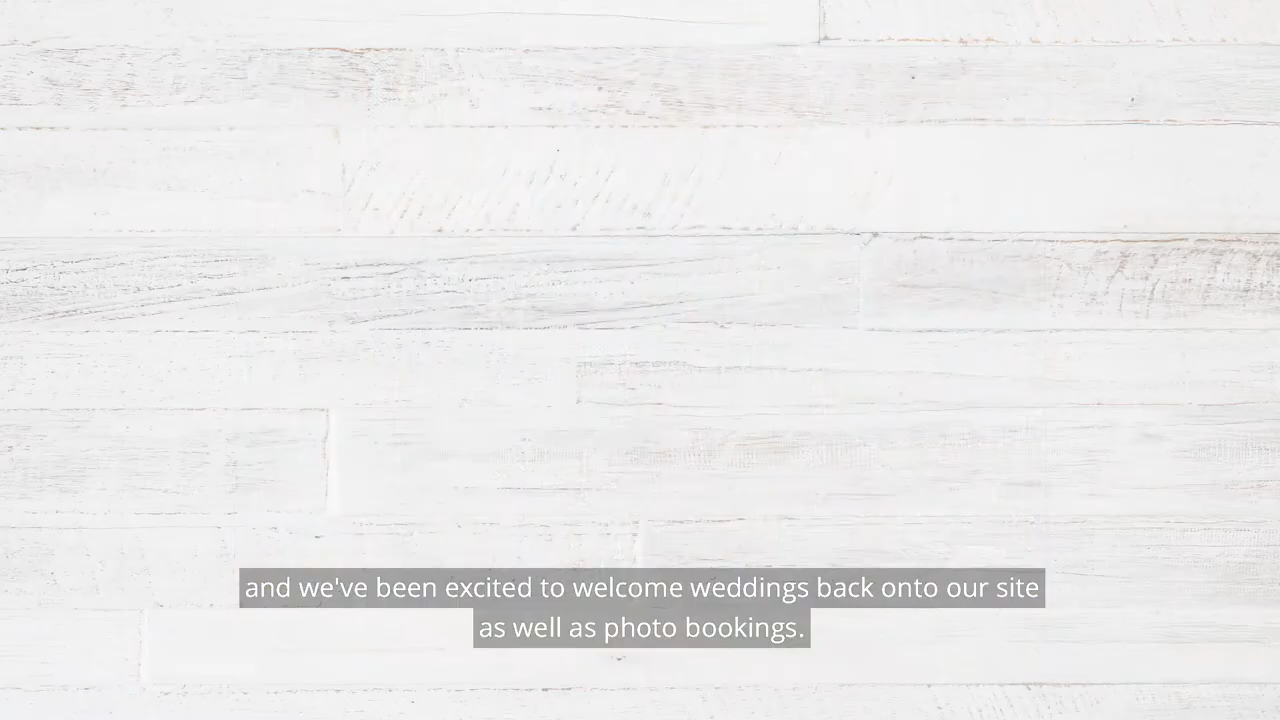 and we've been excited to welcome weddings back onto our site
as well as photo bookings.